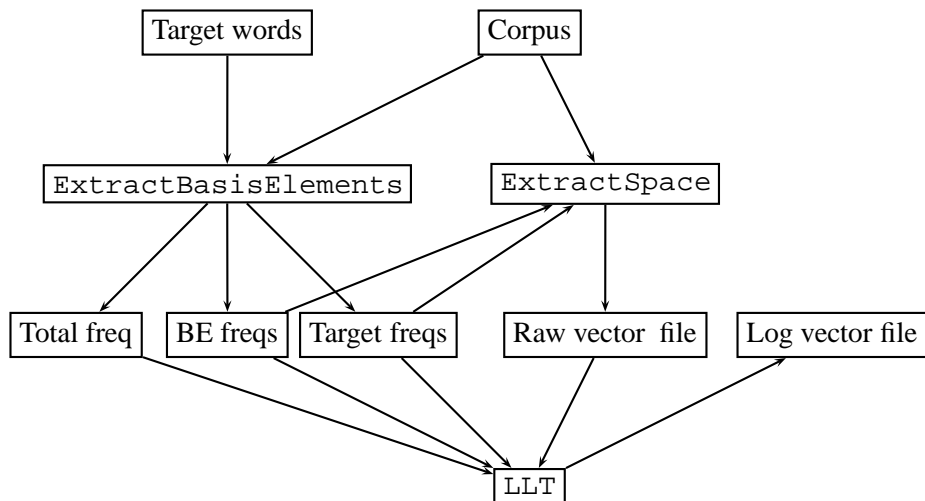 Target words
Corpus
ExtractBasisElements
ExtractSpace
Total freq
BE freqs
Target freqs
Raw vector file
Log vector file
LLT